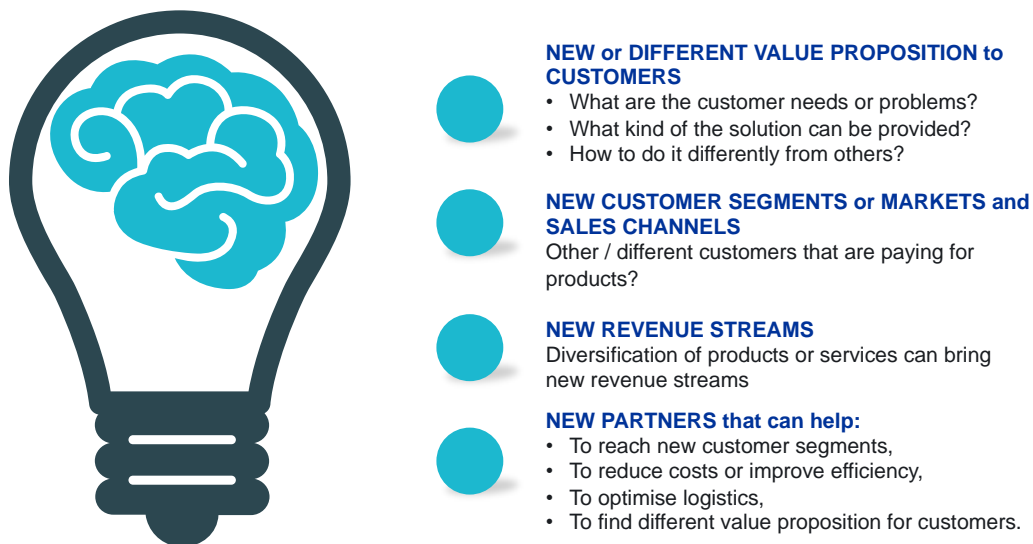 NEW or DIFFERENT VALUE PROPOSITION to
CUSTOMERS
• What are the customer needs or problems?
• What kind of the solution can be provided?
• How to do it differently from others?
NEW CUSTOMER SEGMENTS or MARKETS and
SALES CHANNELS
Other / different customers that are paying for
products?
NEW REVENUE STREAMS
Diversification of products or services can bring
new revenue streams
NEW PARTNERS that can help:
• To reach new customer segments,
• To reduce costs or improve efficiency,
• To optimise logistics,
• To find different value proposition for customers.